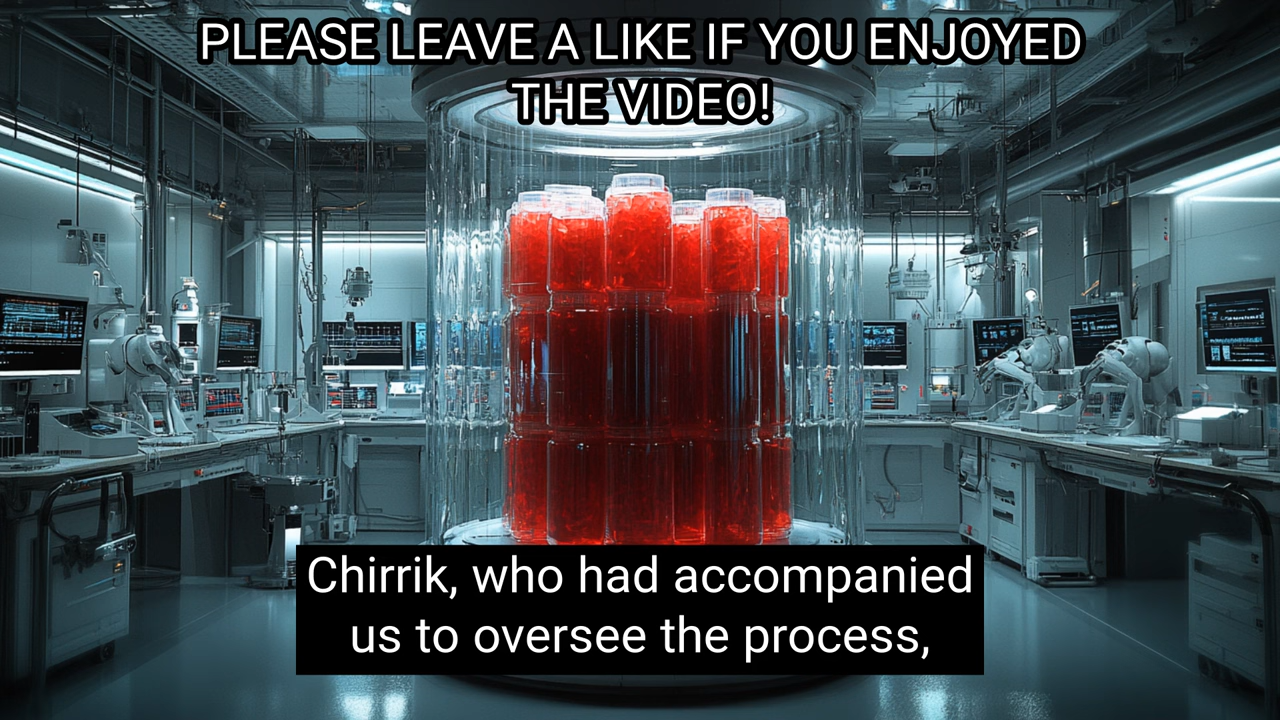 PLEASE LEAVE A LIKE IF YOU ENJOYED
THE VIDEO!
Chirrik, who had accompanied
us to oversee the process,